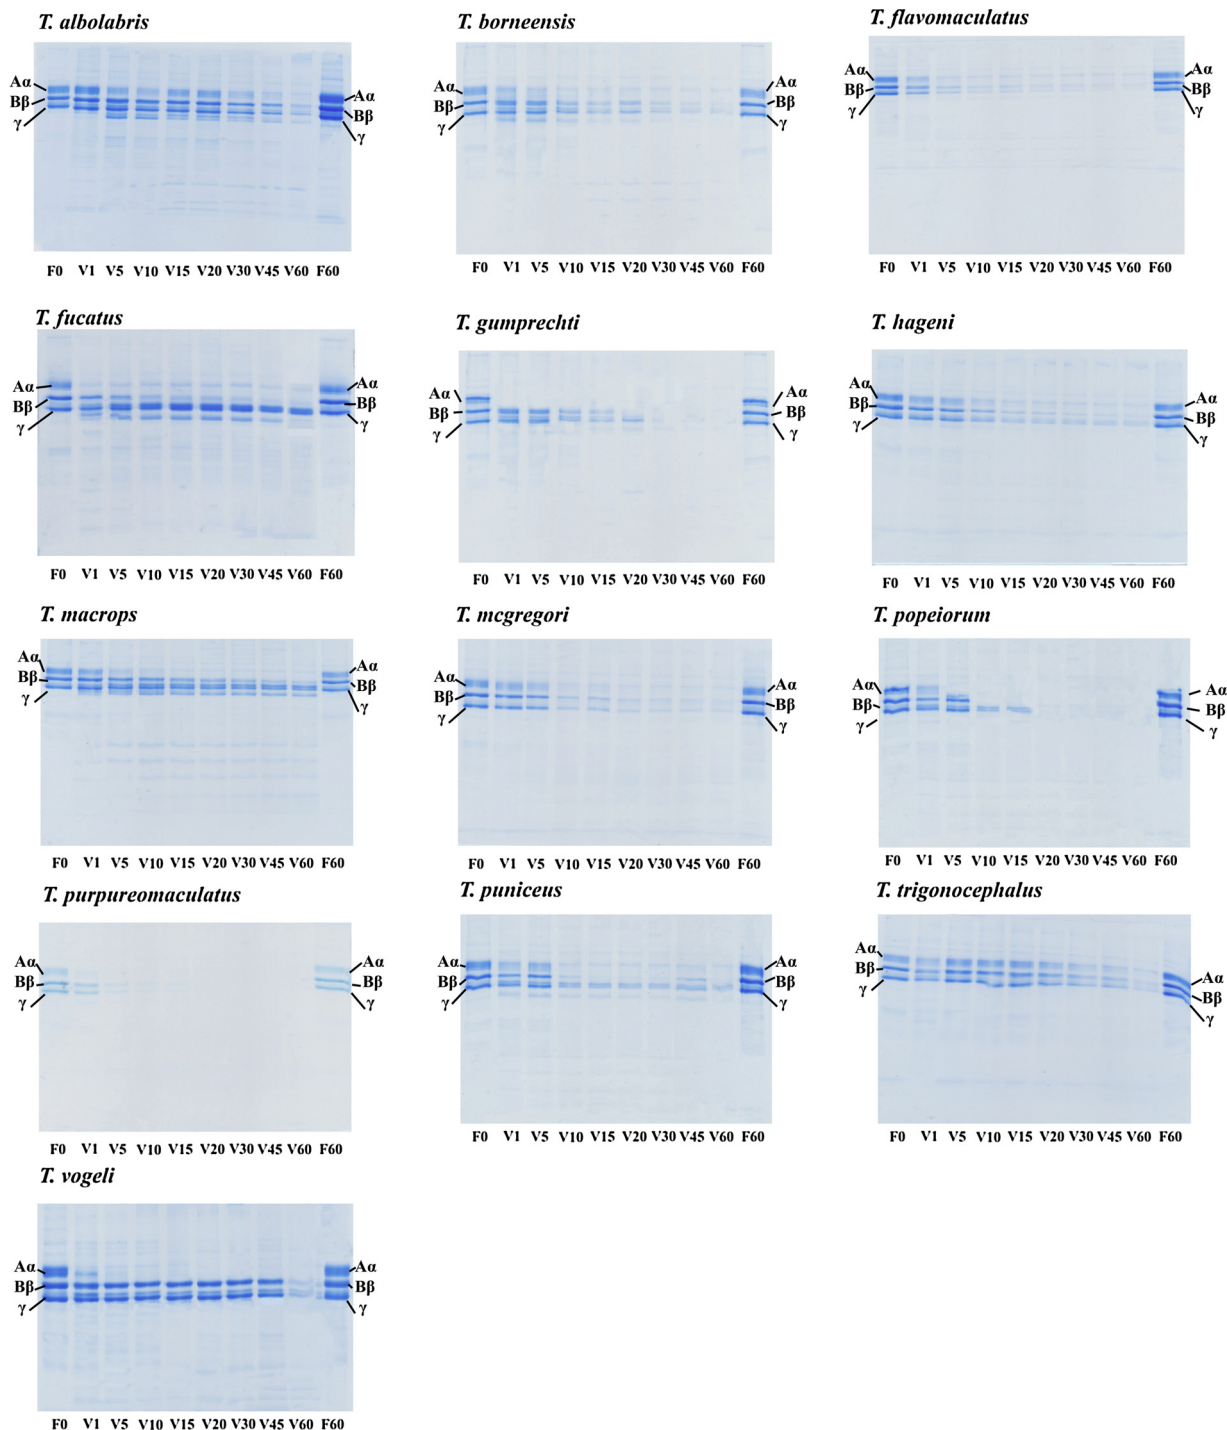 T. albolabris
T. borneensis
T. flavomaculatus
Aα
Bβ
γ
Aα
Bβ
γ
Aα
Bβ
γ
Aα
Bβ
γ
Aα
Bβ
γ
Aα
Bβ
γ
F0 V1 V5 V10 V15 V20 V30 V45 V60 F60
F0 V1 V5 V10 V15 V20 V30 V45 V60 F60
F0 V1 V5 V10 V15 V20 V30 V45 V60 F60
T. fucatus
T. gumprechti
T. hageni
Aα
Bβ
γ
Aα
Bβ
γ
Aα
Bβ
γ
Aα
Bβ
γ
Aα
Bβ
γ
Aα
Bβ
γ
F0 V1 V5 V10 V15 V20 V30 V45 V60 F60
F0 V1 V5 V10 V15 V20 V30 V45 V60 F60
F0 V1 V5 V10 V15 V20 V30 V45 V60 F60
T. macrops
T. mcgregori
T. popeiorum
Aα
Bβ
γ
Aα
Bβ
γ
Aα
Bβ
γ
Aα
Bβ
γ
Aα
Bβ
γ
Aα
Bβ
γ
F0 V1 V5 V10 V15 V20 V30 V45 V60 F60
F0 V1 V5 V10 V15 V20 V30 V45 V60 F60
F0 V1 V5 V10 V15 V20 V30 V45 V60 F60
T. purpureomaculatus
T. puniceus
T. trigonocephalus
Aα
Bβ
γ
Aα
Bβ
γ
Aα
Bβ
γ
Aα
Bβ
γ
Aα
Bβ
γ
Aα
Bβ
γ
F0 V1 V5 V10 V15 V20 V30 V45 V60 F60
F0 V1 V5 V10 V15 V20 V30 V45 V60 F60
F0 V1 V5 V10 V15 V20 V30 V45 V60 F60
T. vogeli
Aα
Bβ
γ
Aα
Bβ
γ
F0 V1 V5 V10 V15 V20 V30 V45 V60 F60